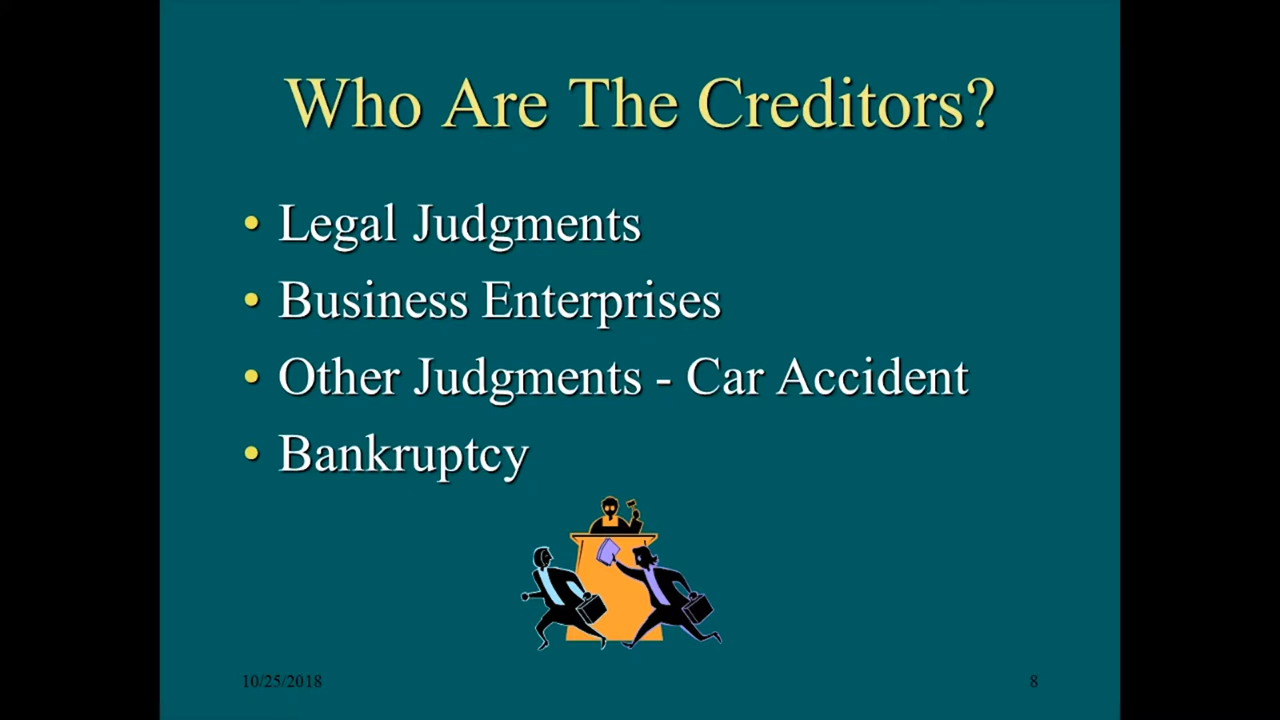 Who Are The Creditors?
• Legal Judgments
• Business Enterprises
• Other Judgments - Car Accident
• Bankruptcy
10/25/2018
8